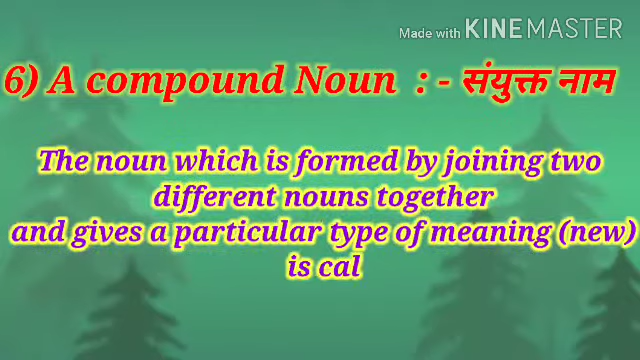 Made with KINEMASTER
6) A compound Noun : - संयुक्त नाम
The noun which is formed by joining two
different nouns together
and gives a particular type of meaning (new)
is cal